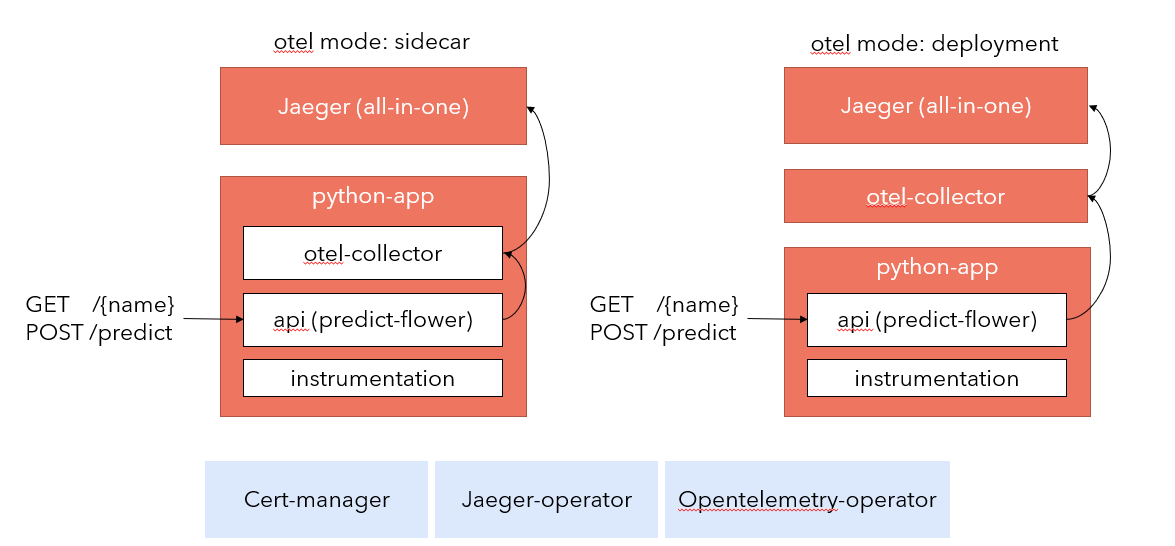 otel mode: sidecar
Jaeger (all-in-one)
python-app
otel-collector
GET /{name}
POST /predict
api (predict-flower)
instrumentation
otel mode: deployment
Jaeger (all-in-one)
otel-collector
python-app
GET /{name}
POST /predict
api (predict-flower)
instrumentation
Cert-manager
Jaeger-operator
Opentelemetry-operator